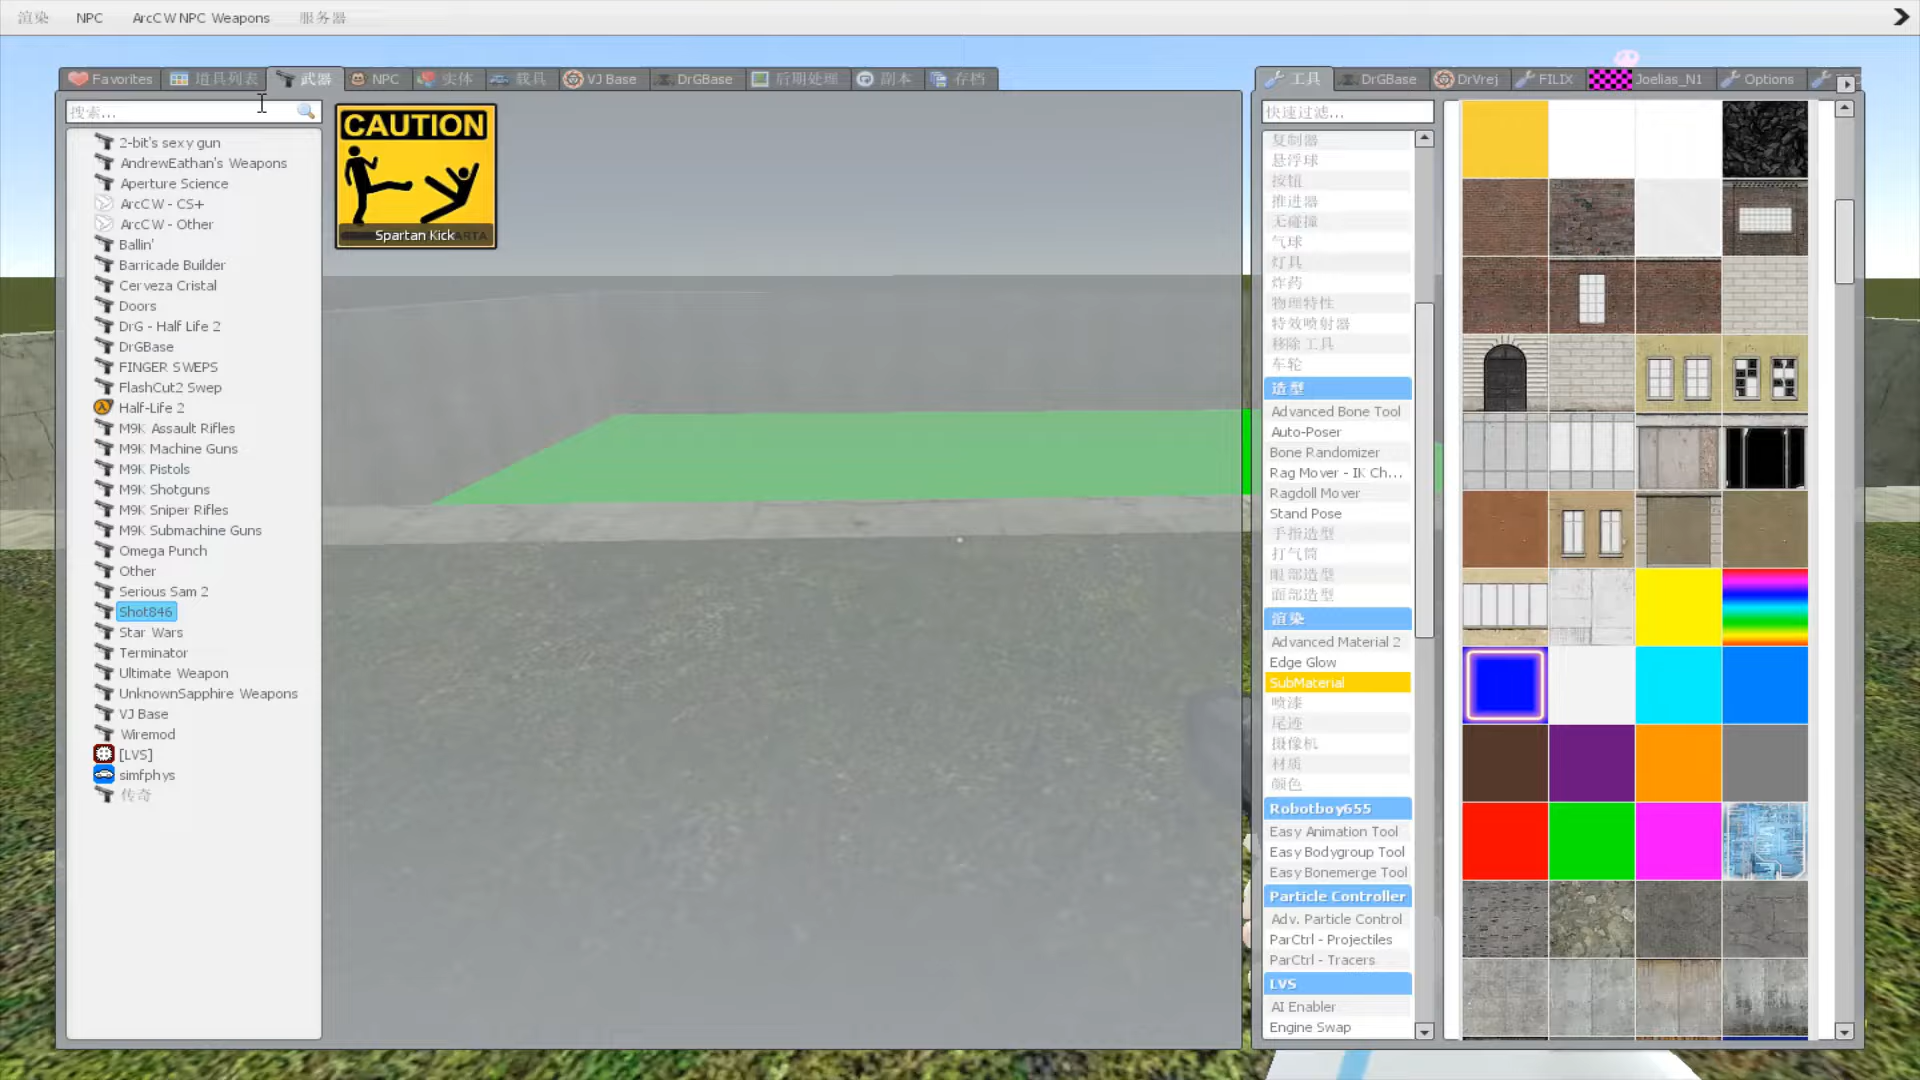 渲染 NPC ArcCW NPC Weapons 服务器
Favorites 道具列表 武器 NPC 实体 载具 VJ Base DrGBase 后期处理 副本 存档
搜索...
2-bit's sexy gun
AndrewEathan's Weapons
Aperture Science
ArcCW - CS+
ArcCW - Other
Ballin'
Barricade Builder
Cerveza Cristal
Doors
DrG - Half Life 2
DrGBase
FINGER SWEPS
FlashCut2 Swep
Half-Life 2
M9K Assault Rifles
M9K Machine Guns
M9K Pistols
M9K Shotguns
M9K Sniper Rifles
M9K Submachine Guns
Omega Punch
Other
Serious Sam 2
Shot846
Star Wars
Terminator
Ultimate Weapon
UnknownSapphire Weapons
VJ Base
Wiremod
[LVS]
simfphys
传奇
CAUTION
Spartan Kick
工具 DrGBase DrVrej FILIX Joelias_N1 Options
快速过滤...
复制器
悬浮球
按钮
推进器
无碰撞
气球
灯具
炸药
物理特性
特效喷射器
移除工具
车轮
造型
Advanced Bone Tool
Auto-Poser
Bone Randomizer
Rag Mover - IK Ch...
Ragdoll Mover
Stand Pose
手指造型
打气筒
眼部造型
面部造型
渲染
Advanced Material 2
Edge Glow
SubMaterial
喷漆
尾迹
摄像机
材质
颜色
Robotboy655
Easy Animation Tool
Easy Bodygroup Tool
Easy Bonemerge Tool
Particle Controller
Adv. Particle Control
ParCtrl - Projectiles
ParCtrl - Tracers
LVS
AI Enabler
Engine Swap